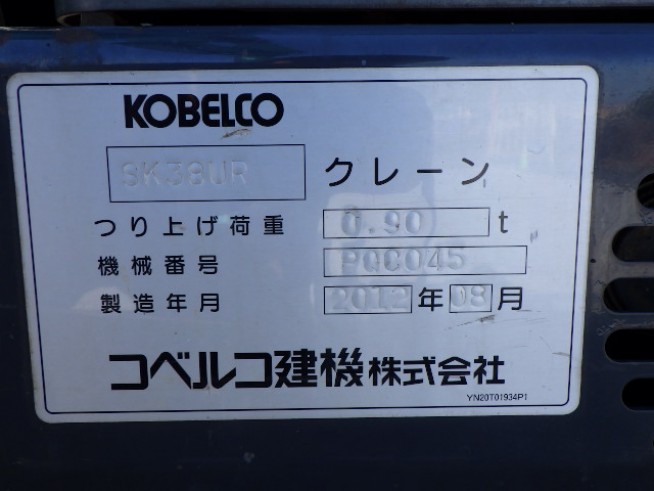 KOBELCO
SK38UR クレーン
つり上げ荷重 0.90 t
機械番号
製造年月 2012 年 08 月
コベルコ建機株式会社
YN20T01934P1